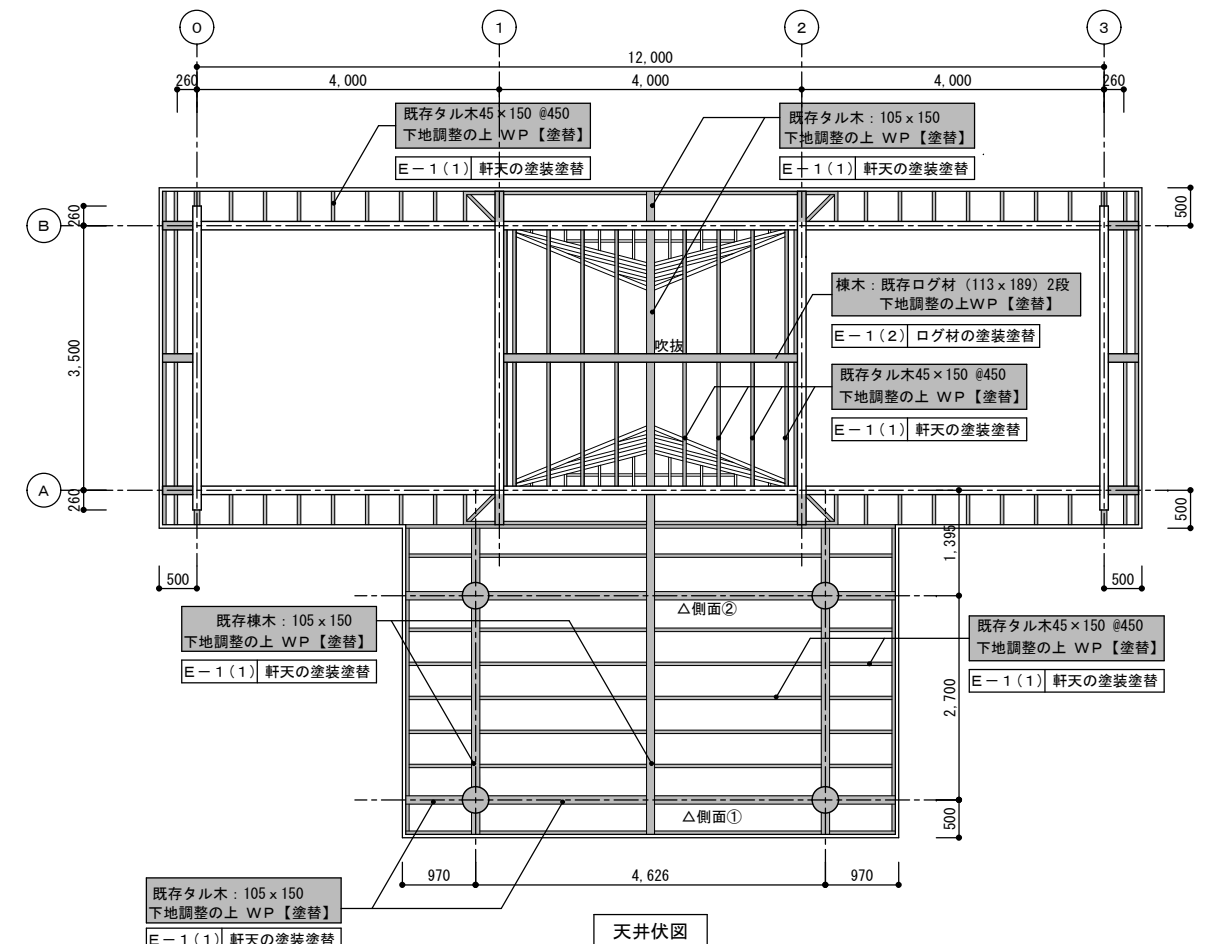 0
1
2
3
12,000
260
4,000
4,000
4,000
260
既存タル木45×150 @450
下地調整の上 WP【塗替】
E－1(1) 軒天の塗装塗替
既存タル木：105ｘ150
下地調整の上 WP【塗替】
E－1(1) 軒天の塗装塗替
B
260
500
棟木：既存ログ材（113ｘ189）2段
下地調整の上WP【塗替】
E－1(2) ログ材の塗装塗替
吹抜
3,500
既存タル木45×150 @450
下地調整の上 WP【塗替】
E－1(1) 軒天の塗装塗替
A
260
500
1,395
500
500
既存棟木：105ｘ150
下地調整の上 WP【塗替】
E－1(1) 軒天の塗装塗替
△側面②
既存タル木45×150 @450
下地調整の上 WP【塗替】
E－1(1) 軒天の塗装塗替
2,700
△側面①
500
970
4,626
970
既存タル木：105ｘ150
下地調整の上 WP【塗替】
E－1(1) 軒天の塗装塗替
天井伏図